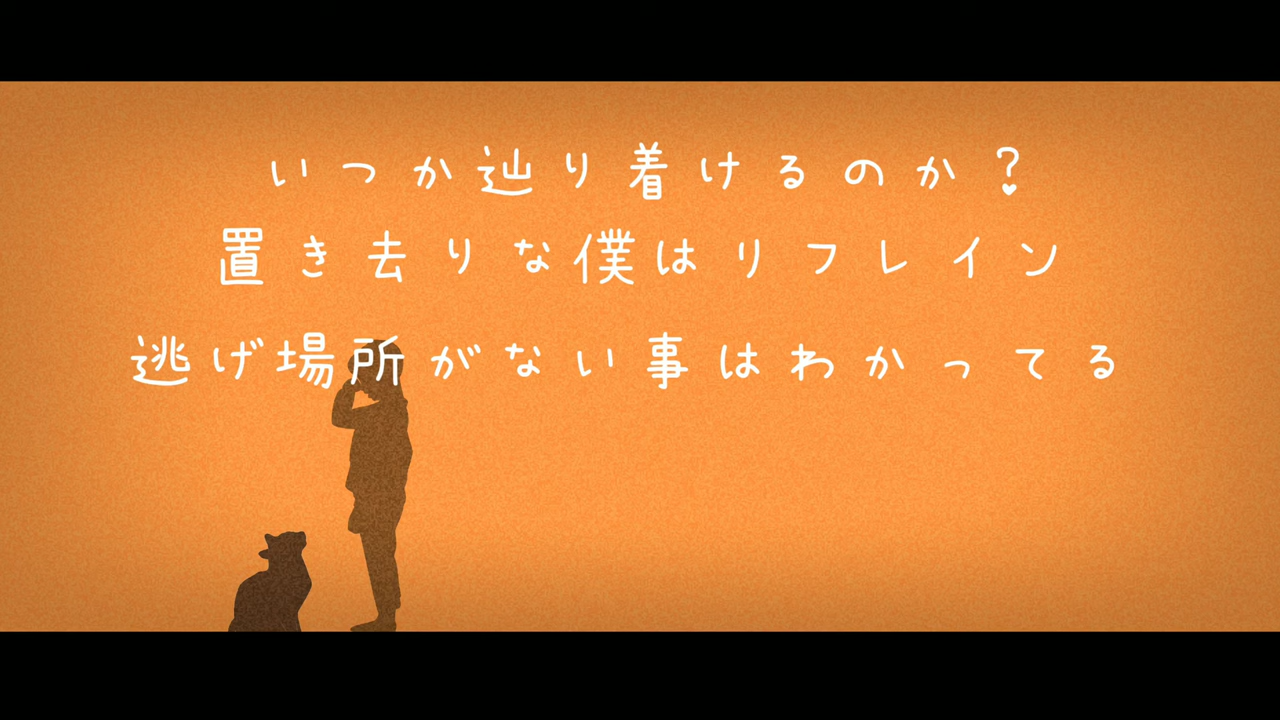 いつか辿り着けるのか?
置き去りな僕はリフレイン
逃げ場所がない事はわかってる